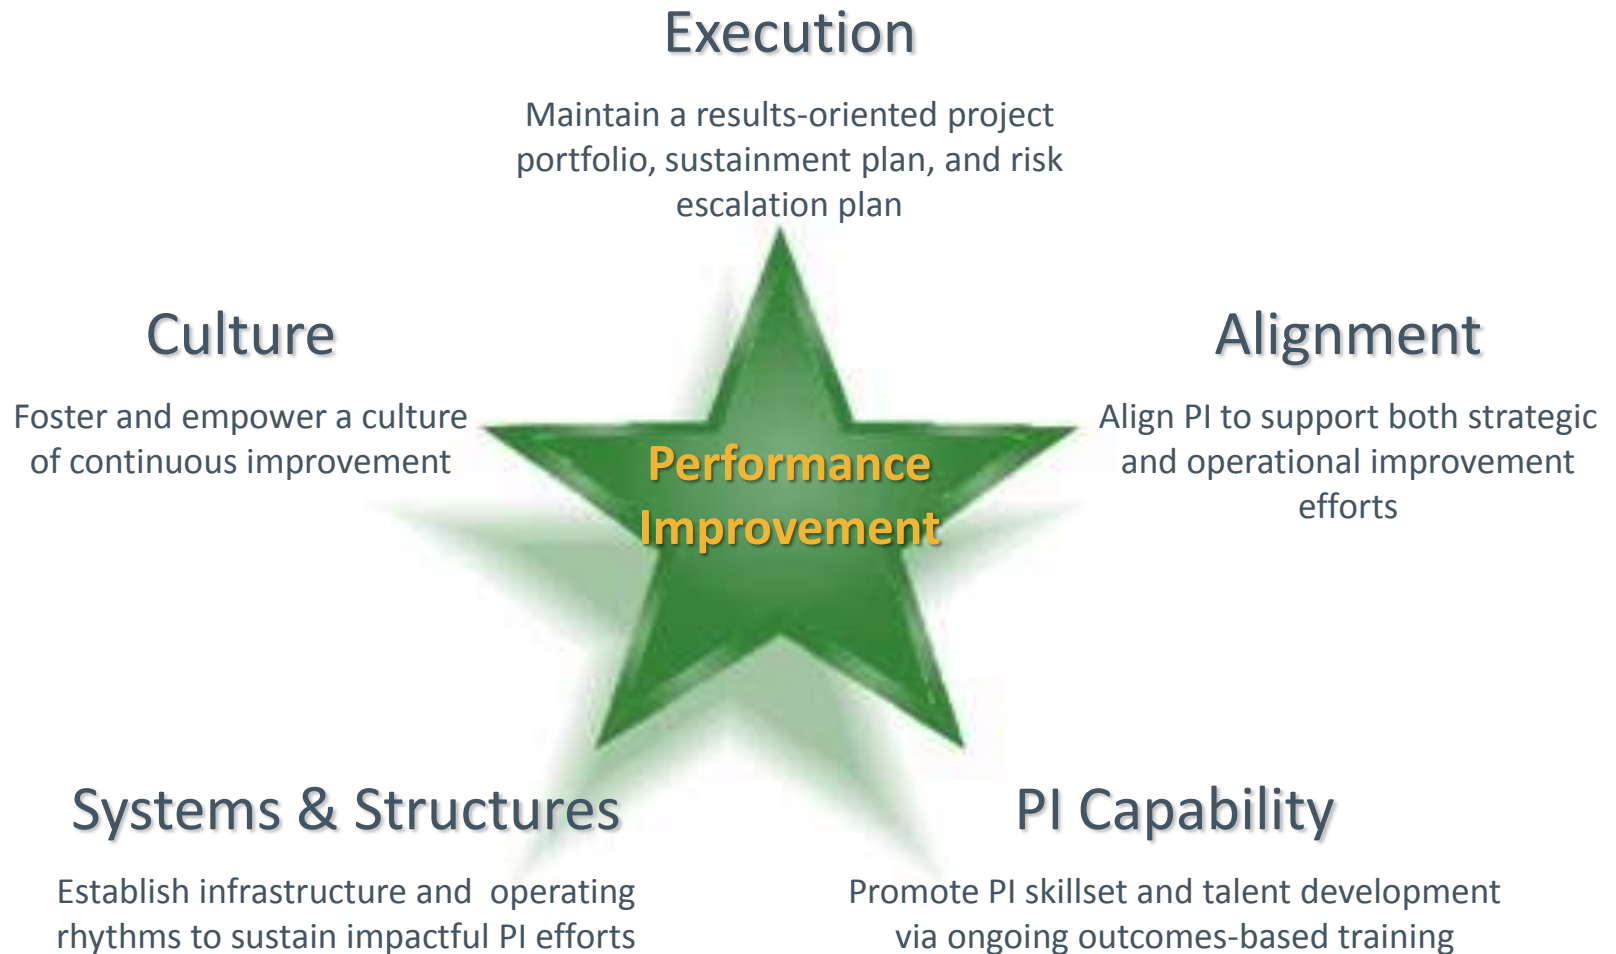 Execution
Maintain a results-oriented project
portfolio, sustainment plan, and risk
escalation plan
Culture
Foster and empower a culture
of continuous improvement
Alignment
Align PI to support both strategic
and operational improvement
efforts
Performance
Improvement
Systems & Structures
Establish infrastructure and  operating
rhythms to sustain impactful PI efforts
PI Capability
Promote PI skillset and talent development
via ongoing outcomes-based training